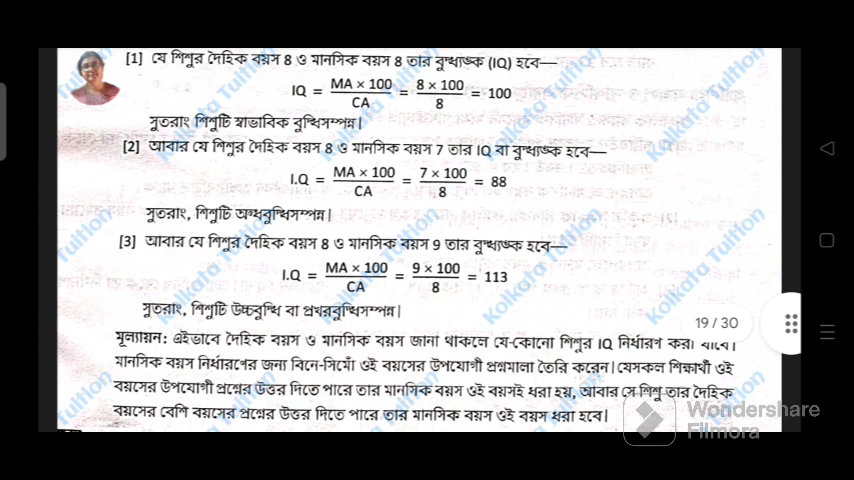 [1] যে শিশুর দৈহিক বয়স 8 ও মানসিক বয়স 8 তার বুদ্ধ্যঙ্ক (IQ) হবে—
IQ = MA × 100 / CA = 8 × 100 / 8 = 100
সুতরাং শিশুটি স্বাভাবিক বুদ্ধিসম্পন্ন।
[2] আবার যে শিশুর দৈহিক বয়স 8 ও মানসিক বয়স 7 তার IQ বা বুদ্ধ্যঙ্ক হবে—
I.Q = MA × 100 / CA = 7 × 100 / 8 = 88
সুতরাং, শিশুটি অল্পবুদ্ধিসম্পন্ন।
[3] আবার যে শিশুর দৈহিক বয়স 8 ও মানসিক বয়স 9 তার বুদ্ধ্যঙ্ক হবে—
I.Q = MA × 100 / CA = 9 × 100 / 8 = 113
সুতরাং, শিশুটি উচ্চবুদ্ধি বা প্রখরবুদ্ধিসম্পন্ন।
19 / 30
মূল্যায়ন: এইভাবে দৈহিক বয়স ও মানসিক বয়স জানা থাকলে যে-কোনো শিশুর IQ নির্ধারণ করা যাবে।
মানসিক বয়স নির্ধারণের জন্য বিনে-সিমোঁ ওই বয়সের উপযোগী প্রশ্নমালা তৈরি করেন। যেসকল শিক্ষার্থী ওই
বয়সের উপযোগী প্রশ্নের উত্তর দিতে পারে তার মানসিক বয়স ওই বয়সই ধরা হয়, আবার সে শিশু তার দৈহিক
বয়সের বেশি বয়সের প্রশ্নের উত্তর দিতে পারে তার মানসিক বয়স ওই বয়স ধরা হবে।
Kolkata Tuition
Wondershare
Filmora